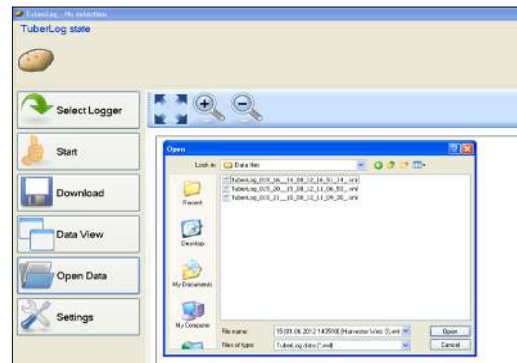 TuberLog - No selection
TuberLog state
Select Logger
Start
Download
Data View
Open Data
Settings
Open
Look in:
Data files
Recent
Desktop
My Documents
My Computer
File name:
Files of type:
TuberLog data (*.xml)
Open
Cancel